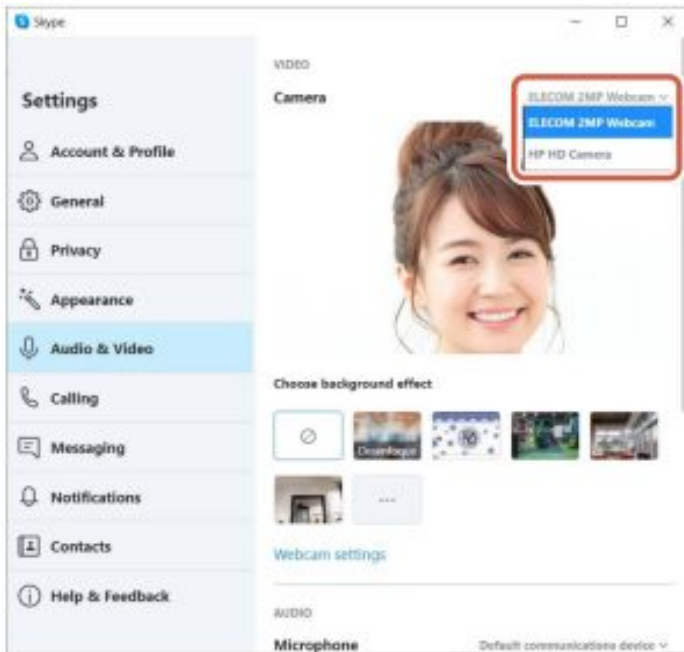 Skype
VIDEO
Settings
Camera
ELECOM 2MP Webcam
ELECOM 2MP Webcam
HP HD Camera
Account & Profile
General
Privacy
Appearance
Audio & Video
Calling
Messaging
Notifications
Contacts
Help & Feedback
Choose background effect
Desenfoque
...
Webcam settings
AUDIO
Microphone
Default communications device